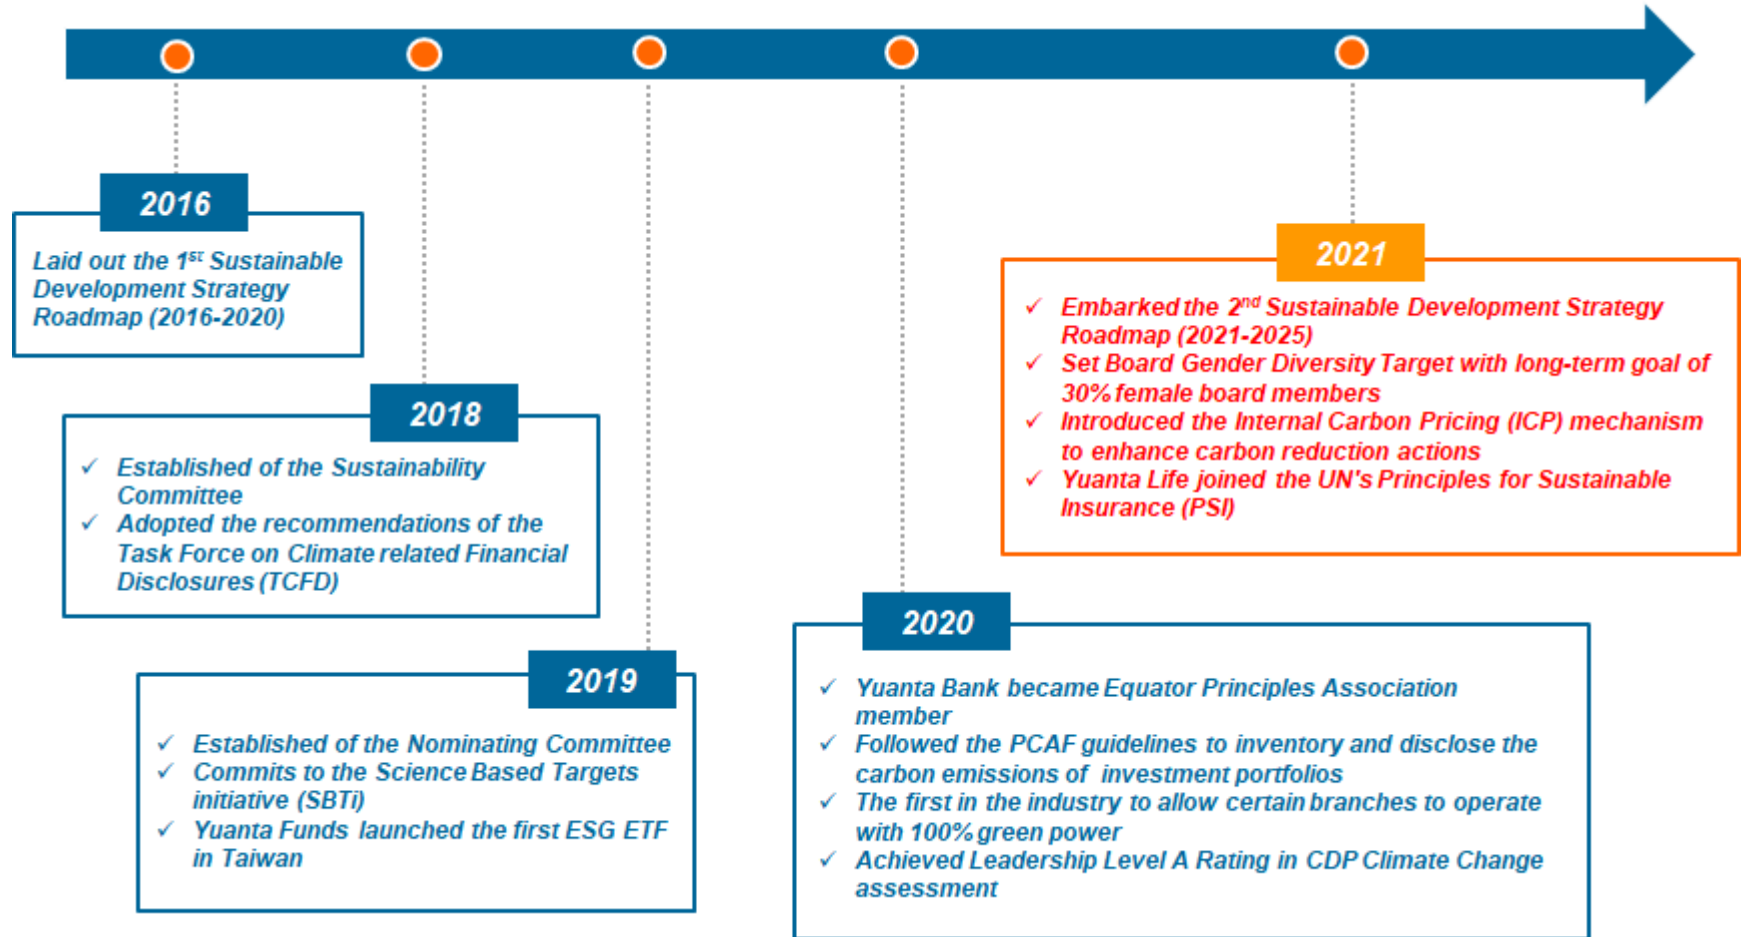 2016
Laid out the 1st Sustainable
Development Strategy
Roadmap (2016-2020)
2018
✓ Established of the Sustainability
Committee
✓ Adopted the recommendations of the
Task Force on Climate related Financial
Disclosures (TCFD)
2019
✓ Established of the Nominating Committee
✓ Commits to the Science Based Targets
initiative (SBTi)
✓ Yuanta Funds launched the first ESG ETF
in Taiwan
2020
✓ Yuanta Bank became Equator Principles Association
member
✓ Followed the PCAF guidelines to inventory and disclose the
carbon emissions of investment portfolios
✓ The first in the industry to allow certain branches to operate
with 100% green power
✓ Achieved Leadership Level A Rating in CDP Climate Change
assessment
2021
✓ Embarked the 2nd Sustainable Development Strategy
Roadmap (2021-2025)
✓ Set Board Gender Diversity Target with long-term goal of
30% female board members
✓ Introduced the Internal Carbon Pricing (ICP) mechanism
to enhance carbon reduction actions
✓ Yuanta Life joined the UN's Principles for Sustainable
Insurance (PSI)